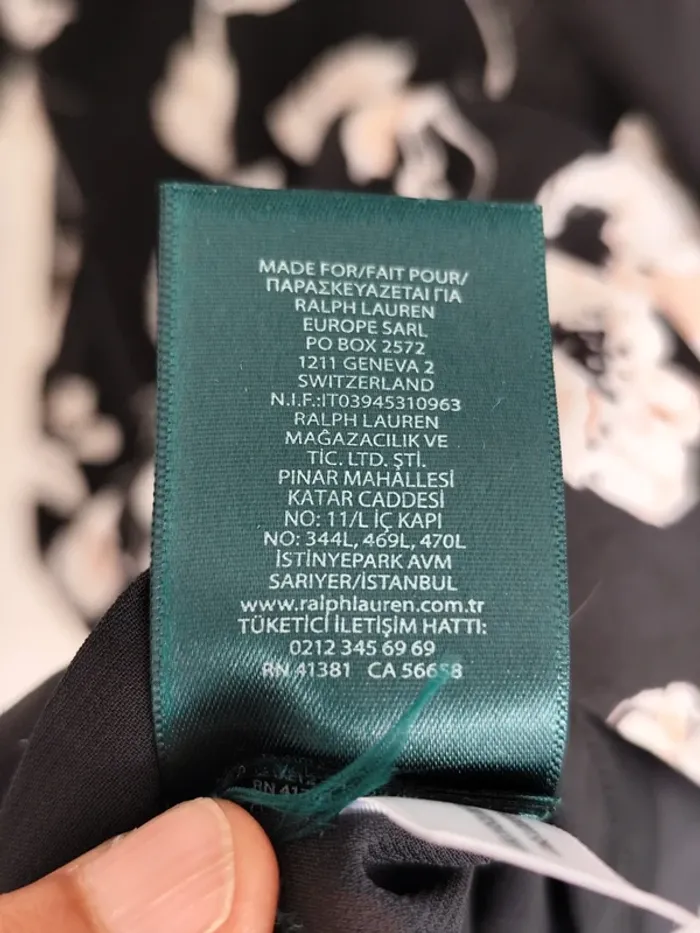 MADE FOR/FAIT POUR/
ΠΑΡΑΣΚΕΥΑΖΕΤΑΙ ΓΙΑ
RALPH LAUREN
EUROPE SARL
PO BOX 2572
1211 GENEVA 2
SWITZERLAND
N.I.F.:IT03945310963
RALPH LAUREN
MAĞAZACILIK VE
TİC. LTD. ŞTİ.
PINAR MAHALLESİ
KATAR CADDESİ
NO: 11/L İÇ KAPI
NO: 344L, 469L, 470L
İSTİNYEPARK AVM
SARIYER/İSTANBUL
www.ralphlauren.com.tr
TÜKETİCİ İLETİŞİM HATTI:
0212 345 69 69
RN 41381 CA 56658